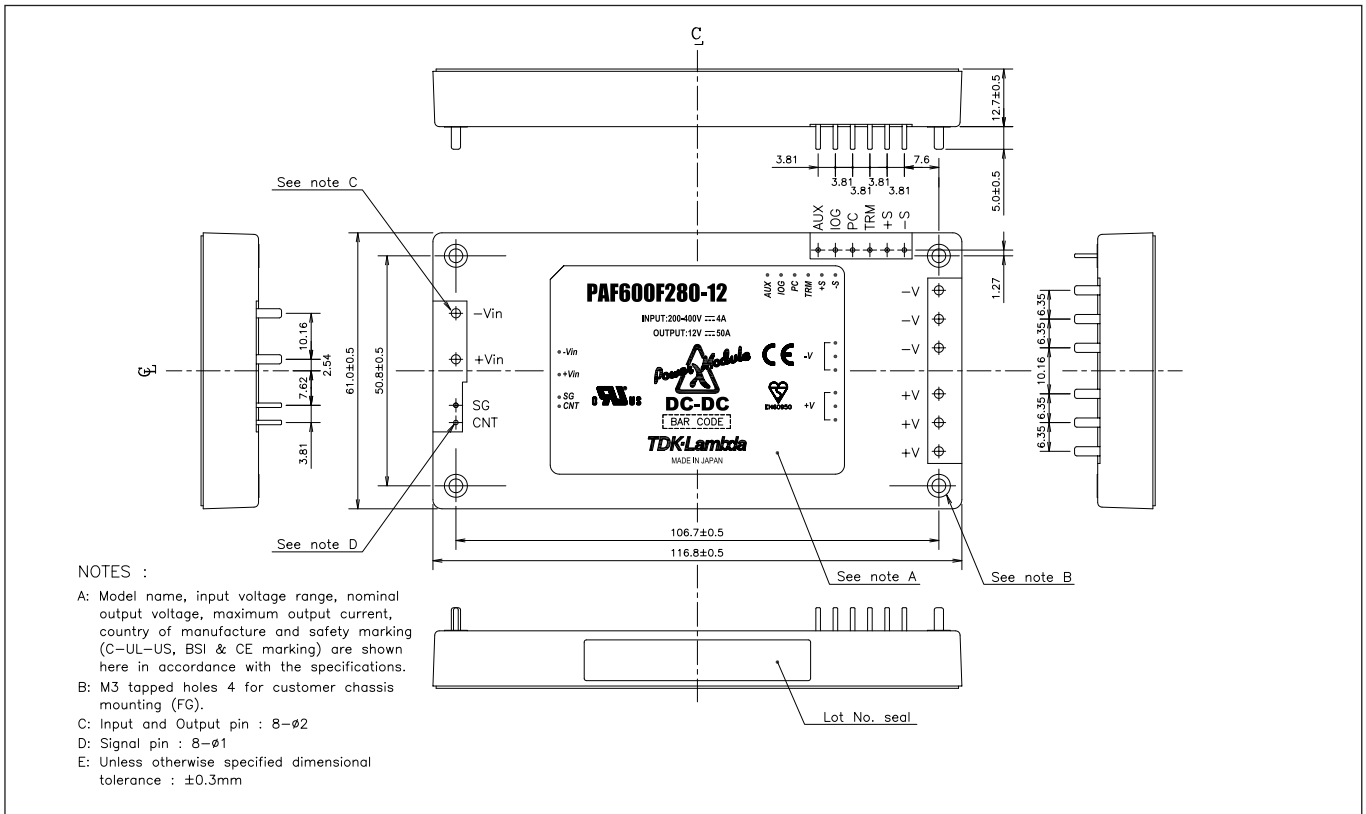 C
L
12.7±0.5
5.0±0.5
3.81
7.6
3.81
3.81
3.81
3.81
See note C
AUX
IOG
PC
TRM
+S
-S
1.27
61.0±0.5
50.8±0.5
−Vin
+Vin
SG
CNT
PAF600F280-12
INPUT:200-400V ⎓ 4A
OUTPUT:12V ⎓ 50A
AUX
IOG
PC
TRM
+S
-S
-Vin
+Vin
SG
CNT
Power Module
CE
C UL US
DC-DC
EN60950
-V
+V
BAR CODE
TDK-Lambda
MADE IN JAPAN
−V
−V
−V
+V
+V
+V
C
L
10.16
2.54
7.62
3.81
6.35
6.35
10.16
6.35
6.35
See note D
106.7±0.5
116.8±0.5
See note A
See note B
Lot No. seal
NOTES :
A: Model name, input voltage range, nominal
output voltage, maximum output current,
country of manufacture and safety marking
(C−UL−US, BSI & CE marking) are shown
here in accordance with the specifications.
B: M3 tapped holes 4 for customer chassis
mounting (FG).
C: Input and Output pin : 8−ø2
D: Signal pin : 8−ø1
E: Unless otherwise specified dimensional
tolerance : ±0.3mm